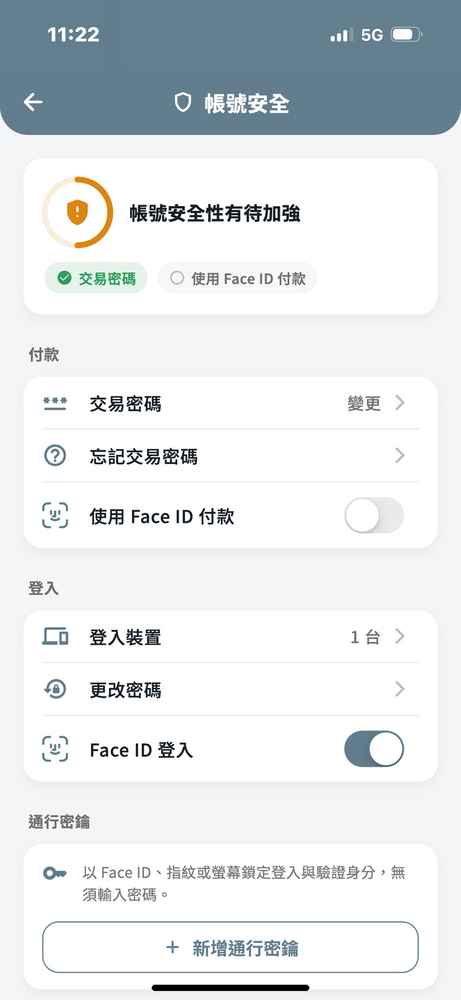 11:22
5G
帳號安全
帳號安全性有待加強
交易密碼
使用 Face ID 付款
付款
交易密碼
變更
忘記交易密碼
使用 Face ID 付款
登入
登入裝置
1 台
更改密碼
Face ID 登入
通行密鑰
以 Face ID、指紋或螢幕鎖定登入與驗證身分，無
須輸入密碼。
+ 新增通行密鑰